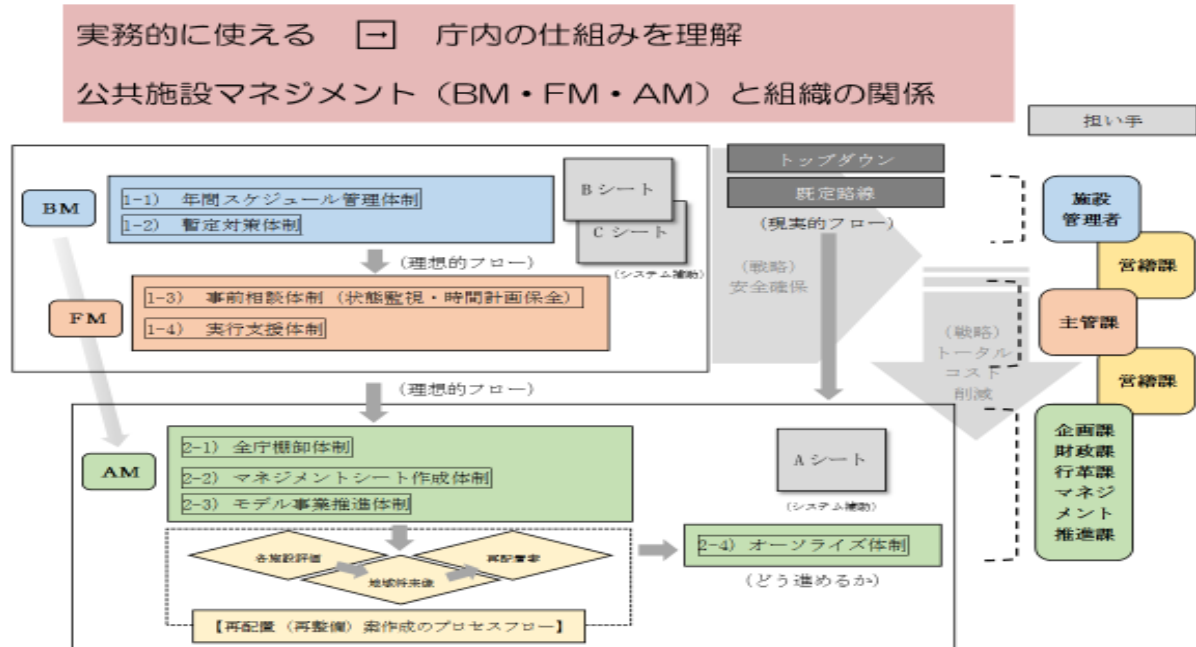 実務的に使える → 庁内の仕組みを理解
公共施設マネジメント（BM・FM・AM）と組織の関係
担い手
BM
1-1) 年間スケジュール管理体制
1-2) 暫定対策体制
Bシート
Cシート
(システム補助)
トップダウン
既定路線
(現実的フロー)
施設
管理者
営繕課
(理想的フロー)
(戦略)
安全確保
FM
1-3) 事前相談体制（状態監視・時間計画保全）
1-4) 実行支援体制
主管課
(戦略)
トータル
コスト
削減
営繕課
(理想的フロー)
AM
2-1) 全庁棚卸体制
2-2) マネジメントシート作成体制
2-3) モデル事業推進体制
Aシート
(システム補助)
企画課
財政課
行革課
マネジ
メント
推進課
各施設評価
地域将来像
再配置案
2-4) オーソライズ体制
(どう進めるか)
【再配置（再整備）案作成のプロセスフロー】